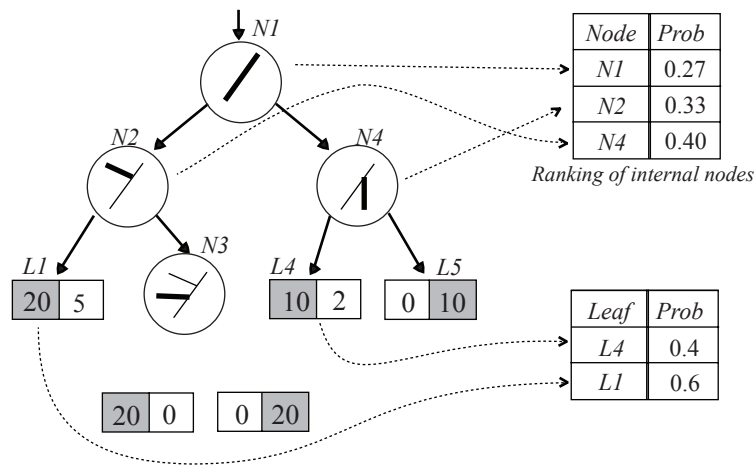 N1
Node Prob
N1 0.27
N2 0.33
N4 0.40
Ranking of internal nodes
N2
N4
N3
L1
L4
L5
20 5
10 2
0 10
Leaf Prob
L4 0.4
L1 0.6
20 0
0 20